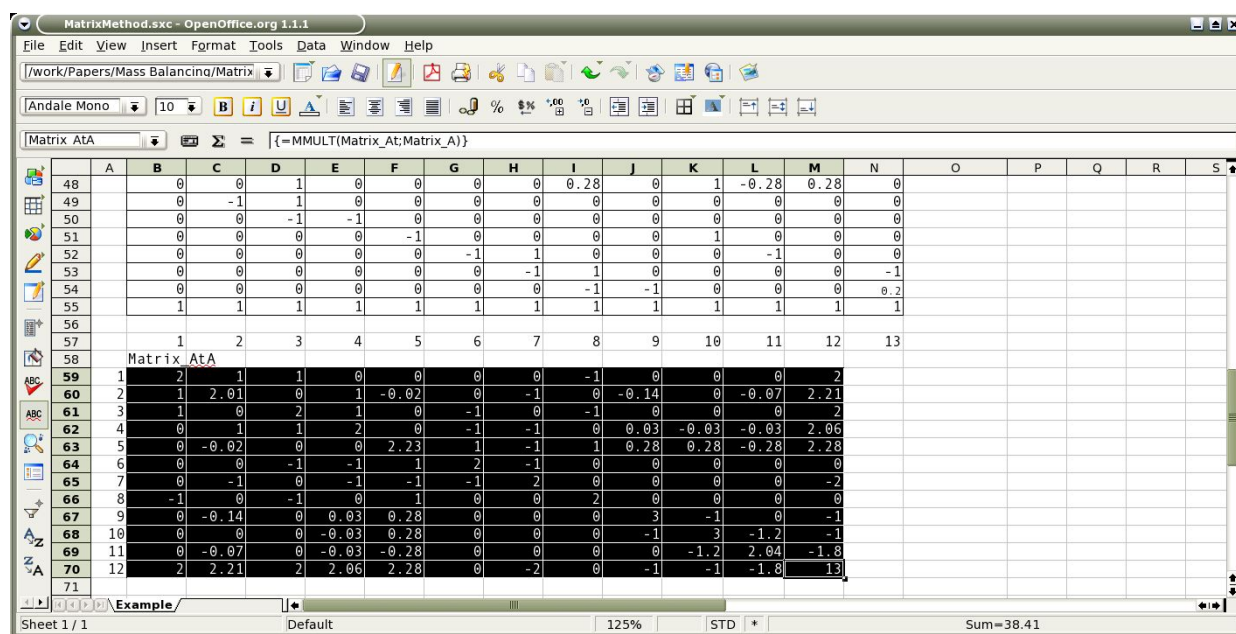 MatrixMethod.sxc - OpenOffice.org 1.1.1
File Edit View Insert Format Tools Data Window Help
[/work/Papers/Mass Balancing/Matrix
Andale Mono 10 B i U A % $%
Matrix AtA Σ = {=MMULT(Matrix_At;Matrix_A)}
A B C D E F G H I J K L M N O P Q R S
48 0 0 1 0 0 0 0 0.28 0 1 -0.28 0.28 0
49 0 -1 1 0 0 0 0 0 0 0 0 0 0
50 0 0 -1 -1 0 0 0 0 0 0 0 0 0
51 0 0 0 0 -1 0 0 0 0 1 0 0 0
52 0 0 0 0 0 -1 1 0 0 0 -1 0 0
53 0 0 0 0 0 0 -1 1 0 0 0 0 -1
54 0 0 0 0 0 0 0 -1 -1 0 0 0 0.2
55 1 1 1 1 1 1 1 1 1 1 1 1 1
56
57 1 2 3 4 5 6 7 8 9 10 11 12 13
58 Matrix_AtA
59 1 2 1 1 0 0 0 0 -1 0 0 0 2
60 2 1 2.01 0 1 -0.02 0 -1 0 -0.14 0 -0.07 2.21
61 3 1 0 2 1 0 -1 0 -1 0 0 0 2
62 4 0 1 1 2 0 -1 -1 0 0.03 -0.03 -0.03 2.06
63 5 0 -0.02 0 0 2.23 1 -1 1 0.28 0.28 -0.28 2.28
64 6 0 0 -1 -1 1 2 -1 0 0 0 0 0
65 7 0 -1 0 -1 -1 -1 2 0 0 0 0 -2
66 8 -1 0 -1 0 1 0 0 2 0 0 0 0
67 9 0 -0.14 0 0.03 0.28 0 0 0 3 -1 0 -1
68 10 0 0 0 -0.03 0.28 0 0 0 -1 3 -1.2 -1
69 11 0 -0.07 0 -0.03 -0.28 0 0 0 0 -1.2 2.04 -1.8
70 12 2 2.21 2 2.06 2.28 0 -2 0 -1 -1 -1.8 13
71
Example
Sheet 1 / 1 Default 125% STD * Sum=38.41